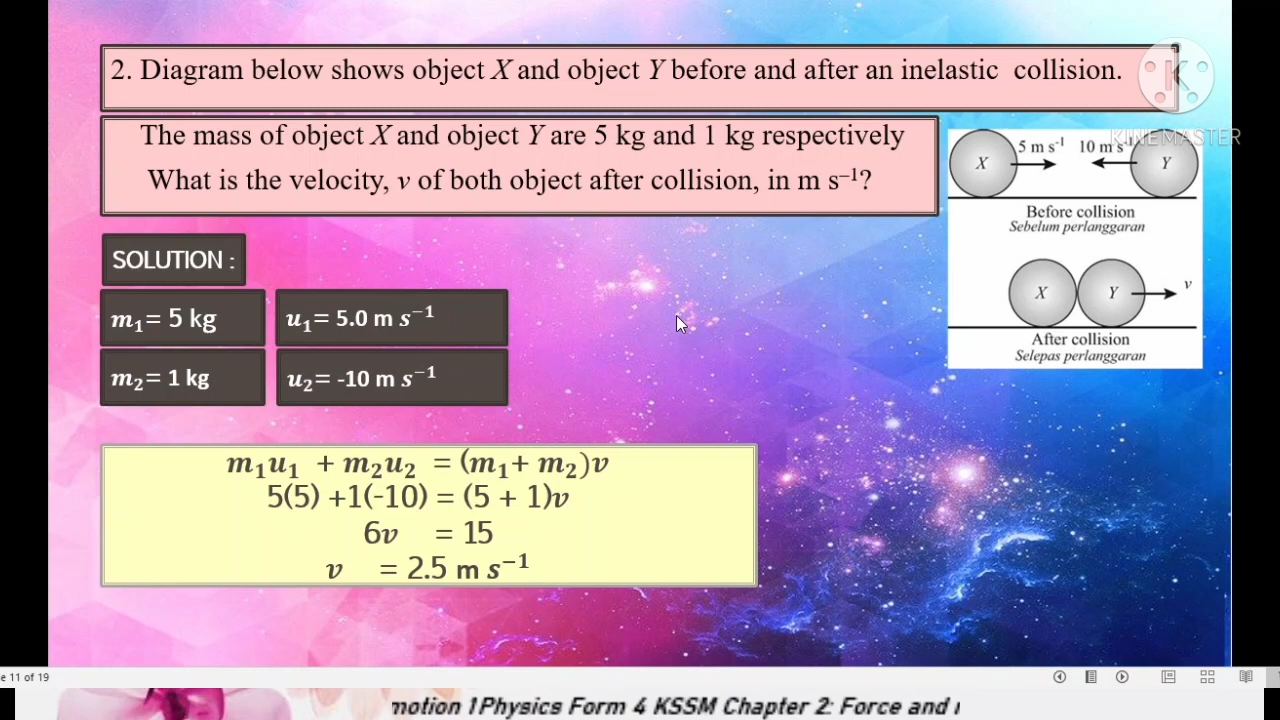 2. Diagram below shows object X and object Y before and after an inelastic collision.
KINEMASTER
The mass of object X and object Y are 5 kg and 1 kg respectively
What is the velocity, v of both object after collision, in m s⁻¹?
5 m s⁻¹ 10 m s⁻¹
X Y
Before collision
Sebelum perlanggaran
X Y v
After collision
Selepas perlanggaran
SOLUTION :
m₁= 5 kg
u₁= 5.0 m s⁻¹
m₂= 1 kg
u₂= -10 m s⁻¹
m₁u₁ + m₂u₂ = (m₁+ m₂)v
5(5) +1(-10) = (5 + 1)v
6v = 15
v = 2.5 m s⁻¹
e 11 of 19
motion 1Physics Form 4 KSSM Chapter 2: Force and